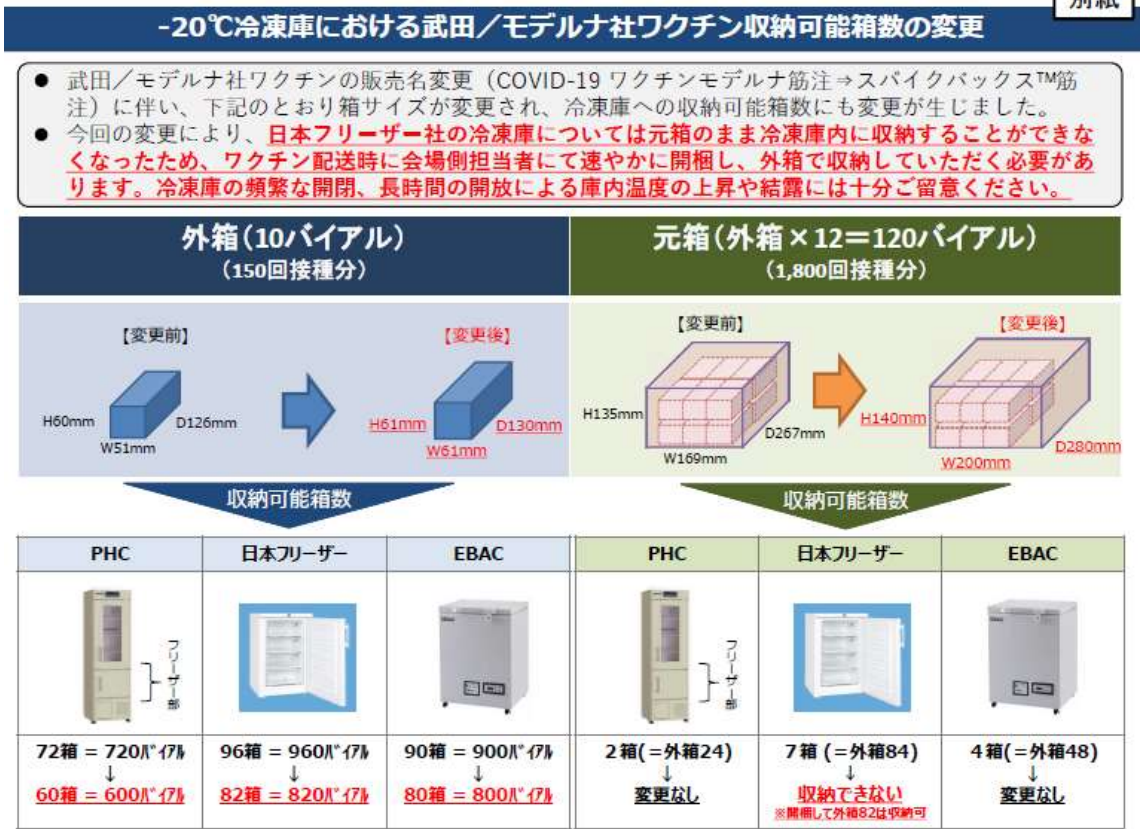 別紙
-20℃冷凍庫における武田／モデルナ社ワクチン収納可能箱数の変更
● 武田／モデルナ社ワクチンの販売名変更（COVID-19 ワクチンモデルナ筋注⇒スパイクバックス™筋
注）に伴い、下記のとおり箱サイズが変更され、冷凍庫への収納可能箱数にも変更が生じました。
● 今回の変更により、日本フリーザー社の冷凍庫については元箱のまま冷凍庫内に収納することができな
くなったため、ワクチン配送時に会場側担当者にて速やかに開梱し、外箱で収納していただく必要があ
ります。冷凍庫の頻繁な開閉、長時間の開放による庫内温度の上昇や結露には十分ご留意ください。
外箱（10バイアル）
（150回接種分）
元箱（外箱×12＝120バイアル）
（1,800回接種分）
【変更前】
【変更後】
H60mm
D126mm
W51mm
H61mm
D130mm
W61mm
【変更前】
【変更後】
H135mm
D267mm
W169mm
H140mm
D280mm
W200mm
収納可能箱数
収納可能箱数
PHC
日本フリーザー
EBAC
PHC
日本フリーザー
EBAC
フリーザー部
フリーザー部
72箱 = 720ﾊﾞｲｱﾙ
↓
60箱 = 600ﾊﾞｲｱﾙ
96箱 = 960ﾊﾞｲｱﾙ
↓
82箱 = 820ﾊﾞｲｱﾙ
90箱 = 900ﾊﾞｲｱﾙ
↓
80箱 = 800ﾊﾞｲｱﾙ
2箱(=外箱24)
↓
変更なし
7箱 (=外箱84)
↓
収納できない
※開梱して外箱82は収納可
4箱(=外箱48)
↓
変更なし